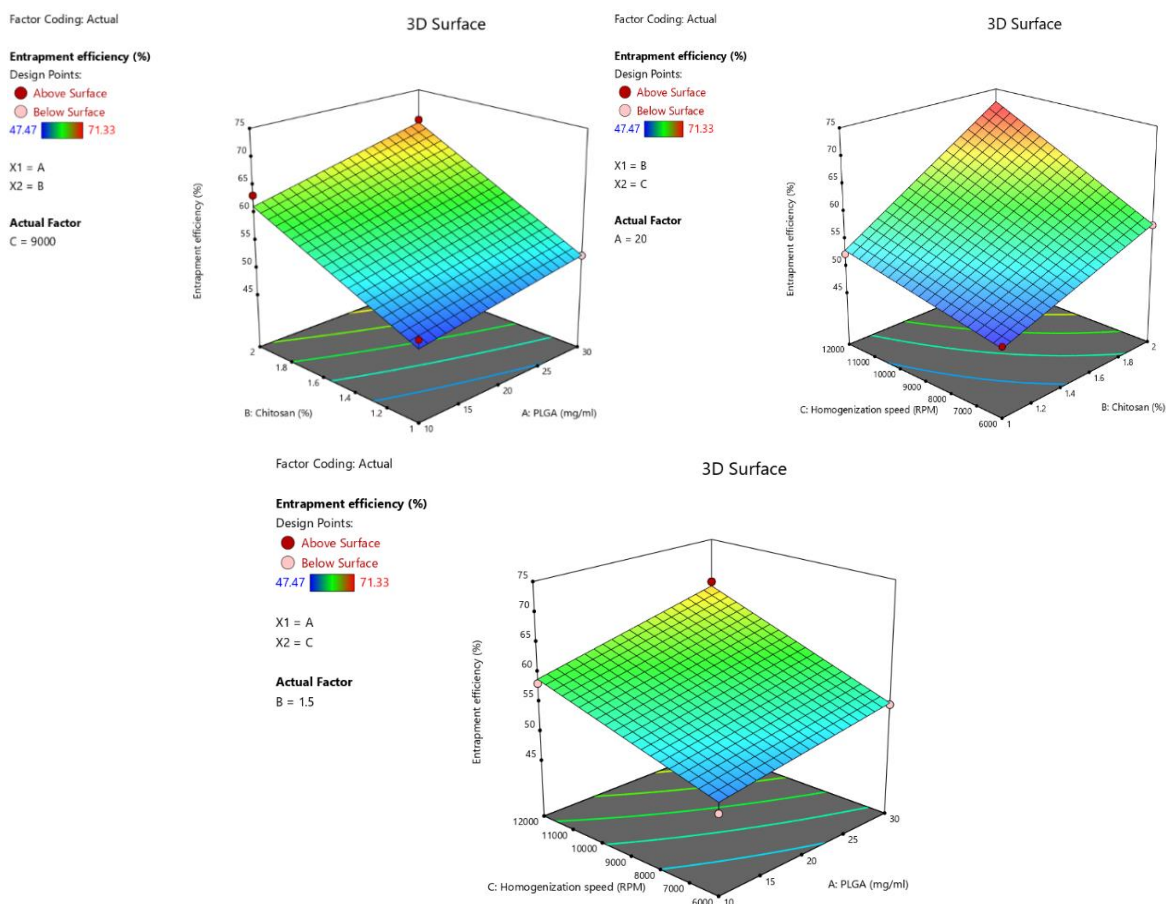 Factor Coding: Actual
3D Surface
Entrapment efficiency (%)
Design Points:
Above Surface
Below Surface
47.47 71.33
X1 = A
X2 = B
Actual Factor
C = 9000
75
70
65
60
55
50
45
Entrapment efficiency (%)
2
1.8
1.6
1.4
1.2
1
10
15
20
25
30
B: Chitosan (%)
A: PLGA (mg/ml)
Factor Coding: Actual
3D Surface
Entrapment efficiency (%)
Design Points:
Above Surface
Below Surface
47.47 71.33
X1 = B
X2 = C
Actual Factor
A = 20
75
70
65
60
55
50
45
Entrapment efficiency (%)
12000
11000
10000
9000
8000
7000
6000
1
1.2
1.4
1.6
1.8
2
C: Homogenization speed (RPM)
B: Chitosan (%)
Factor Coding: Actual
3D Surface
Entrapment efficiency (%)
Design Points:
Above Surface
Below Surface
47.47 71.33
X1 = A
X2 = C
Actual Factor
B = 1.5
75
70
65
60
55
50
45
Entrapment efficiency (%)
12000
11000
10000
9000
8000
7000
6000
10
15
20
25
30
C: Homogenization speed (RPM)
A: PLGA (mg/ml)